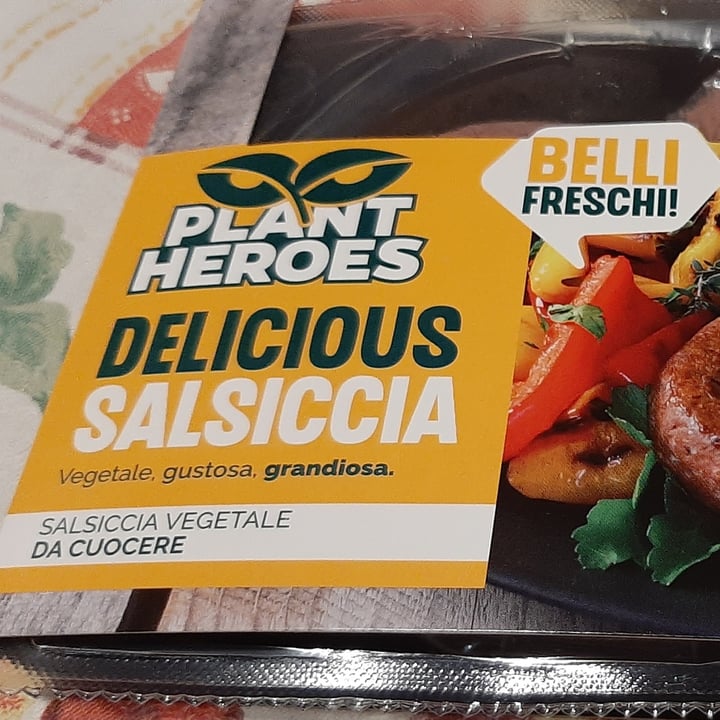 BELLI
FRESCHI!
PLANT
HEROES
DELICIOUS
SALSICCIA
Vegetale, gustosa, grandiosa.
SALSICCIA VEGETALE
DA CUOCERE